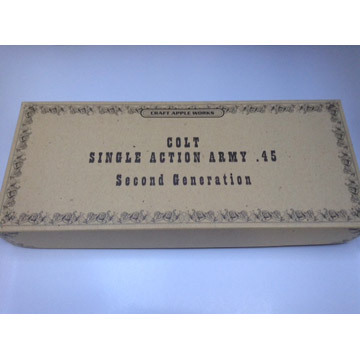 CRAFT APPLE WORKS
COLT
SINGLE ACTION ARMY .45
Second Generation